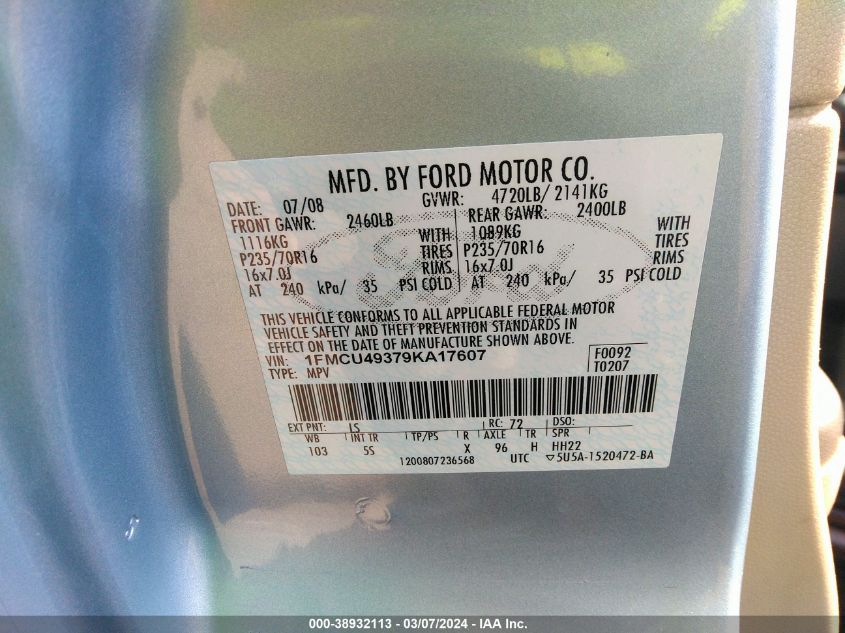 MFD. BY FORD MOTOR CO.
DATE: 07/08 GVWR: 4720LB/ 2141KG
FRONT GAWR: 2460LB REAR GAWR: 2400LB
1116KG WITH 1089KG WITH
P235/70R16 TIRES P235/70R16 TIRES
16x7.0J RIMS 16x7.0J RIMS
AT 240 kPa/ 35 PSI COLD AT 240 kPa/ 35 PSI COLD
THIS VEHICLE CONFORMS TO ALL APPLICABLE FEDERAL MOTOR
VEHICLE SAFETY AND THEFT PREVENTION STANDARDS IN
EFFECT ON THE DATE OF MANUFACTURE SHOWN ABOVE.
VIN: 1FMCU49379KA17607 F0092
TYPE: MPV T0207
EXT PNT: IS RC: 72 DSO:
WB INT TR TP/PS R AXLE TR SPR
103 5S X 96 H HH22
1200807236568 UTC ▽5U5A-1520472-BA
000-38932113 - 03/07/2024 - IAA Inc.